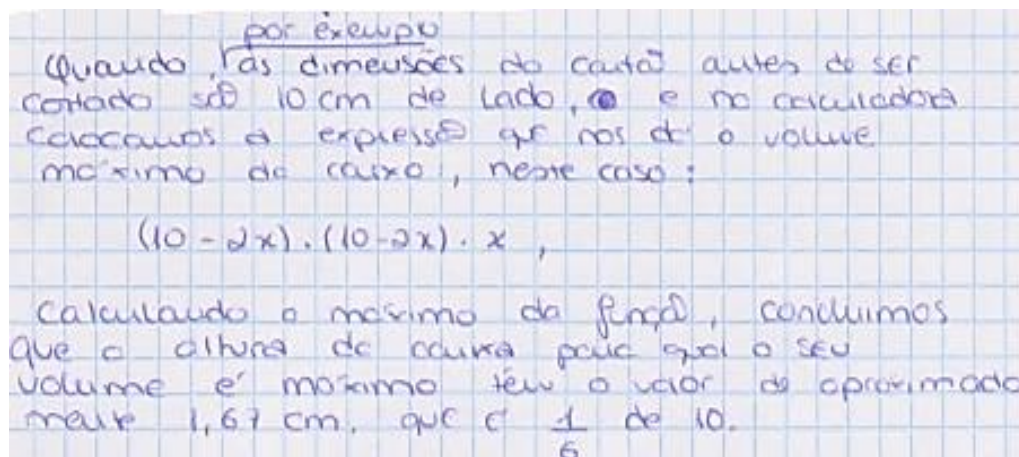 por exemplo
Quando, as dimensões do cartão antes de ser
cortado são 10 cm de lado, e na calculadora
colocamos a expressão que nos dá o volume
máximo da caixa, neste caso:
(10 - 2x) . (10 - 2x) . x ,
Calculando o máximo da função, concluimos
que a altura da caixa para qual o seu
volume é máximo tem o valor de aproximada
mente 1,67 cm. que é 1/6 de 10.